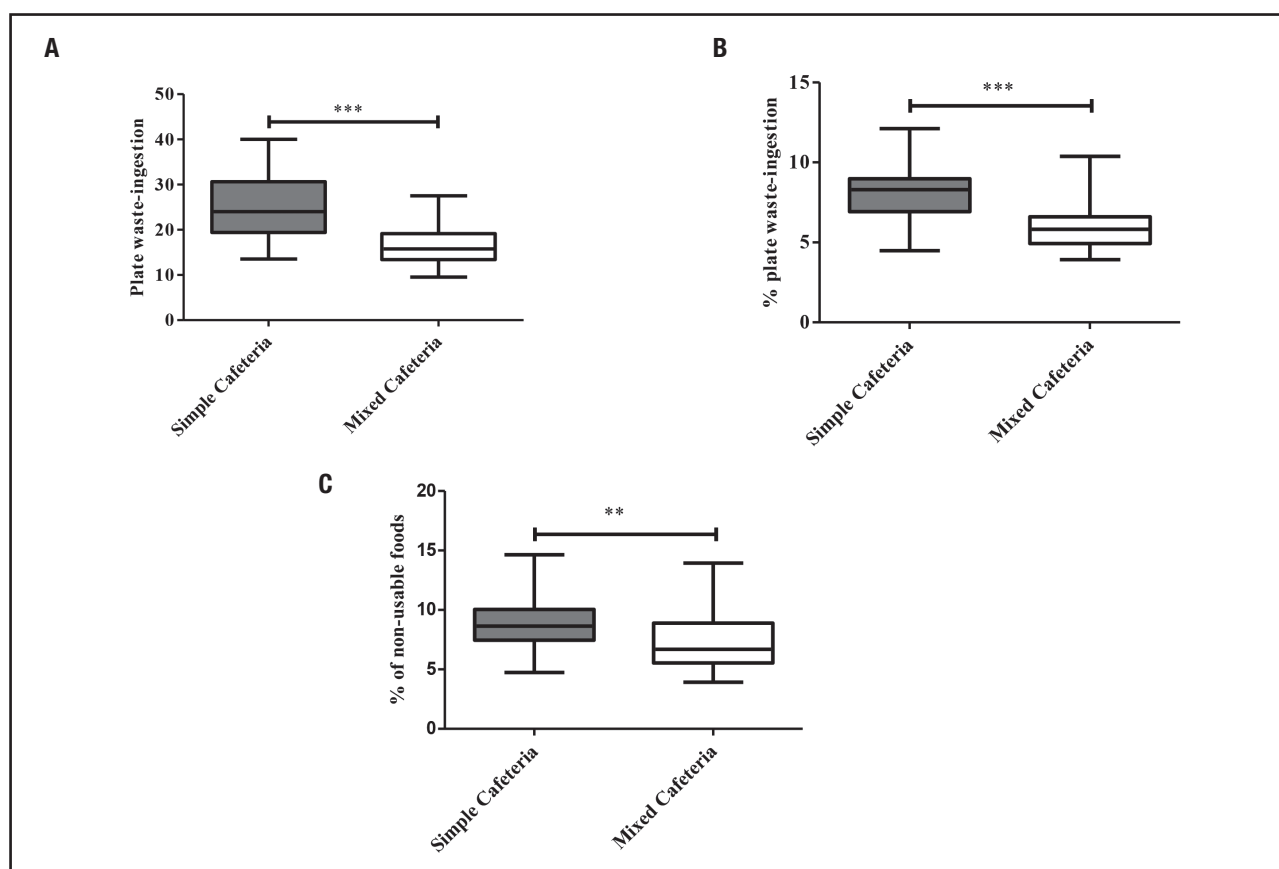 A
Plate waste-ingestion
50
40
30
20
10
0
***
Simple Cafeteria
Mixed Cafeteria
B
% plate waste-ingestion
15
10
5
0
***
Simple Cafeteria
Mixed Cafeteria
C
% of non-usable foods
20
15
10
5
0
**
Simple Cafeteria
Mixed Cafeteria